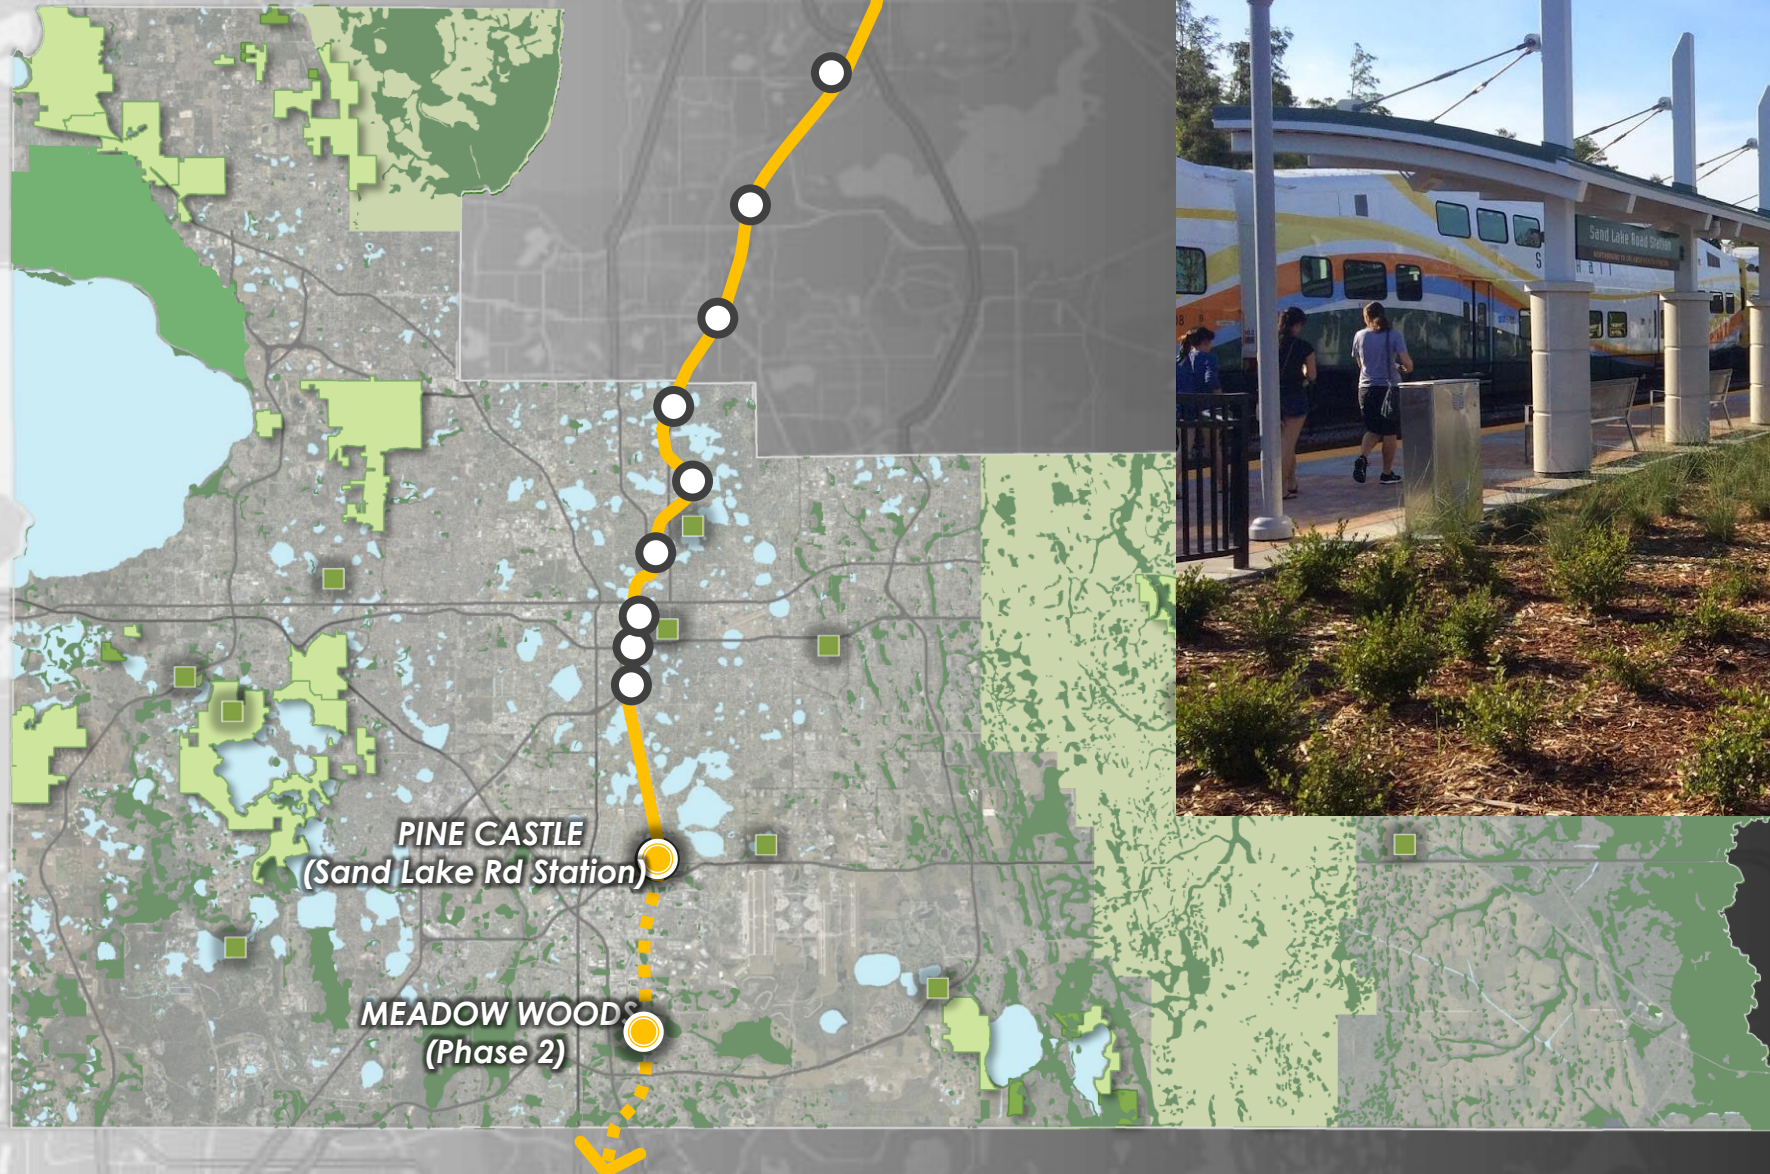 PINE CASTLE
(Sand Lake Rd Station)
MEADOW WOODS
(Phase 2)
Sand Lake Road Station